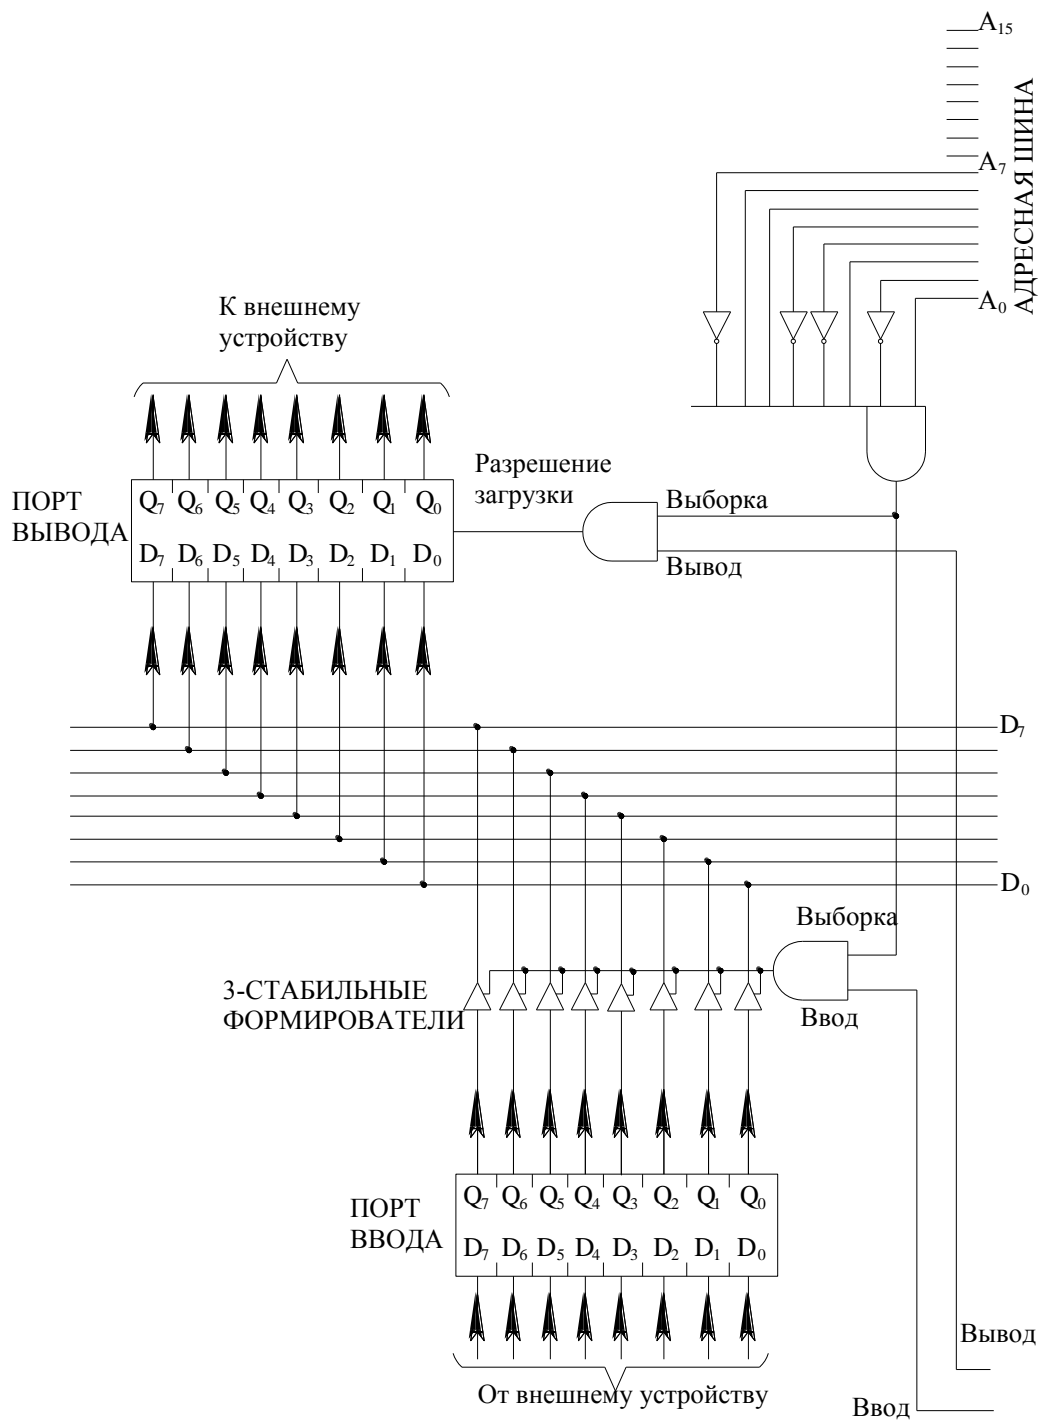 A15
A7
A0
АДРЕСНАЯ ШИНА
К внешнему
устройству
Разрешение
загрузки
Выборка
Вывод
ПОРТ
ВЫВОДА
Q7 Q6 Q5 Q4 Q3 Q2 Q1 Q0
D7 D6 D5 D4 D3 D2 D1 D0
D7
D0
Выборка
Ввод
3-СТАБИЛЬНЫЕ
ФОРМИРОВАТЕЛИ
ПОРТ
ВВОДА
Q7 Q6 Q5 Q4 Q3 Q2 Q1 Q0
D7 D6 D5 D4 D3 D2 D1 D0
Вывод
От внешнему устройству
Ввод